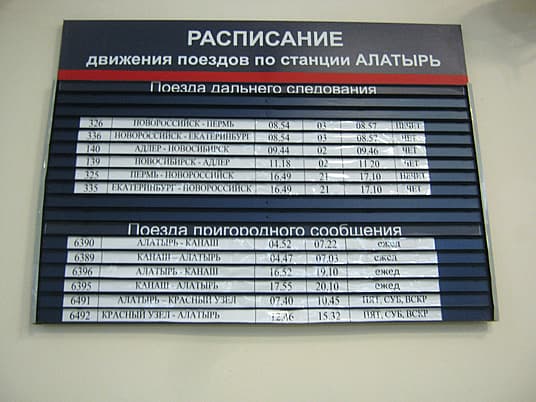 РАСПИСАНИЕ
движения поездов по станции АЛАТЫРЬ
Поезда дальнего следования
326 НОВОРОССИЙСК - ПЕРМЬ 08.54 03 08.57 НЕЧЕТ
336 НОВОРОССИЙСК - ЕКАТЕРИНБУРГ 08.54 03 08.57 ЧЕТ
140 АДЛЕР - НОВОСИБИРСК 09.44 02 09.46 ЧЕТ
139 НОВОСИБИРСК - АДЛЕР 11.18 02 11.20 ЧЕТ
325 ПЕРМЬ - НОВОРОССИЙСК 16.49 21 17.10 НЕЧЕТ
335 ЕКАТЕРИНБУРГ - НОВОРОССИЙСК 16.49 21 17.10 ЧЕТ
Поезда пригородного сообщения
6390 АЛАТЫРЬ - КАНАШ 04.52 07.22 ежед
6389 КАНАШ - АЛАТЫРЬ 04.47 07.03 ежед
6396 АЛАТЫРЬ - КАНАШ 16.52 19.10 ежед
6395 КАНАШ - АЛАТЫРЬ 17.55 20.10 ежед
6491 АЛАТЫРЬ - КРАСНЫЙ УЗЕЛ 07.40 10.45 ПЯТ, СУБ, ВСКР
6492 КРАСНЫЙ УЗЕЛ - АЛАТЫРЬ 15.32 ПЯТ, СУБ, ВСКР